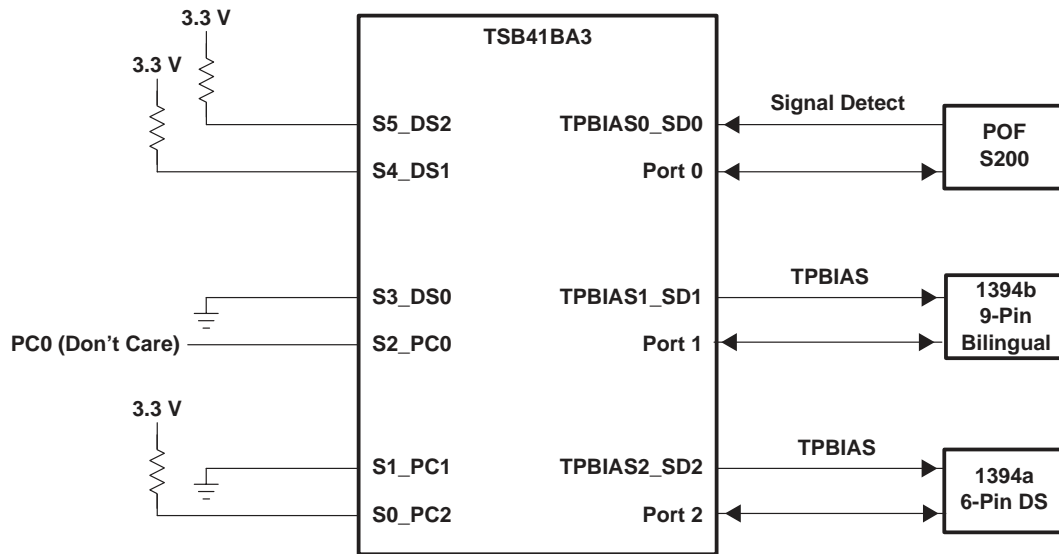 3.3 V
3.3 V
TSB41BA3
S5_DS2
S4_DS1
TPBIAS0_SD0
Port 0
Signal Detect
POF
S200
S3_DS0
PC0 (Don't Care)
S2_PC0
TPBIAS1_SD1
Port 1
TPBIAS
1394b
9-Pin
Bilingual
3.3 V
S1_PC1
S0_PC2
TPBIAS2_SD2
Port 2
TPBIAS
1394a
6-Pin DS